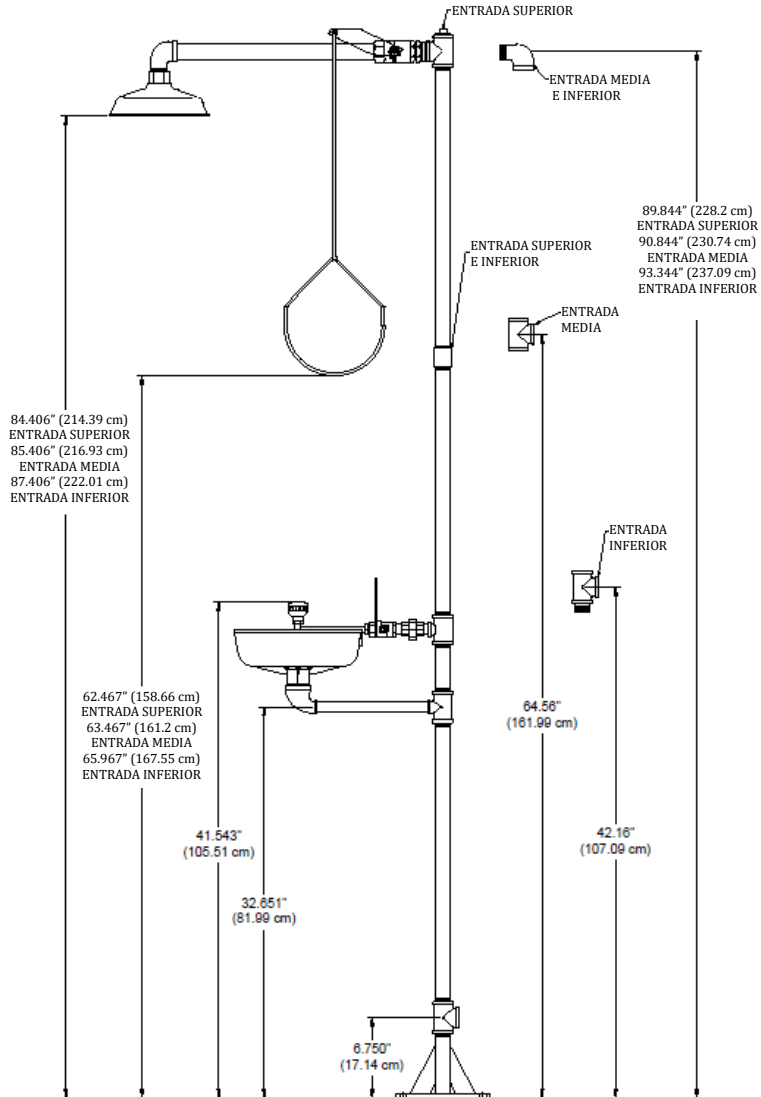 ENTRADA SUPERIOR
ENTRADA MEDIA
E INFERIOR
89.844” (228.2 cm)
ENTRADA SUPERIOR
90.844” (230.74 cm)
ENTRADA MEDIA
93.344” (237.09 cm)
ENTRADA INFERIOR
ENTRADA SUPERIOR
E INFERIOR
ENTRADA
MEDIA
84.406” (214.39 cm)
ENTRADA SUPERIOR
85.406” (216.93 cm)
ENTRADA MEDIA
87.406” (222.01 cm)
ENTRADA INFERIOR
ENTRADA
INFERIOR
62.467” (158.66 cm)
ENTRADA SUPERIOR
63.467” (161.2 cm)
ENTRADA MEDIA
65.967” (167.55 cm)
ENTRADA INFERIOR
64.56"
(161.99 cm)
41.543"
(105.51 cm)
42.16"
(107.09 cm)
32.651"
(81.99 cm)
6.750"
(17.14 cm)